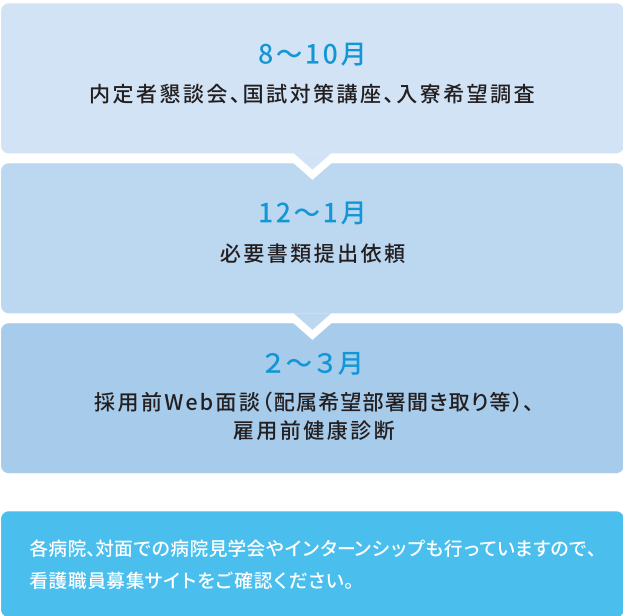 8〜10月
内定者懇談会、国試対策講座、入寮希望調査
12〜1月
必要書類提出依頼
２〜３月
採用前Web面談（配属希望部署聞き取り等）、
雇用前健康診断
各病院、対面での病院見学会やインターンシップも行っていますので、
看護職員募集サイトをご確認ください。